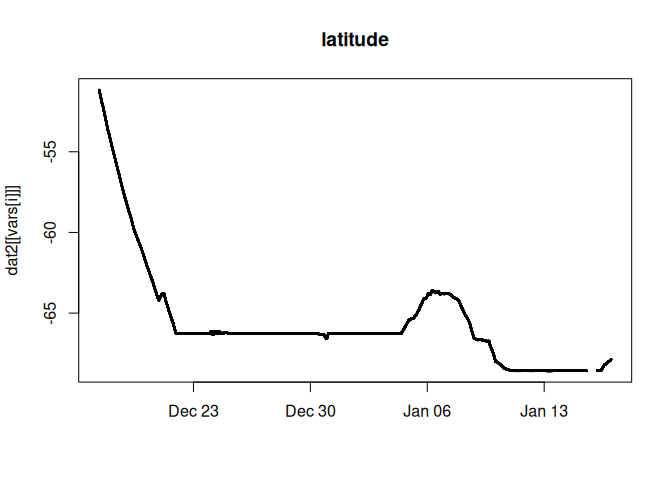 latitude
dat2[[vars[i]]]
-55
-60
-65
Dec 23
Dec 30
Jan 06
Jan 13